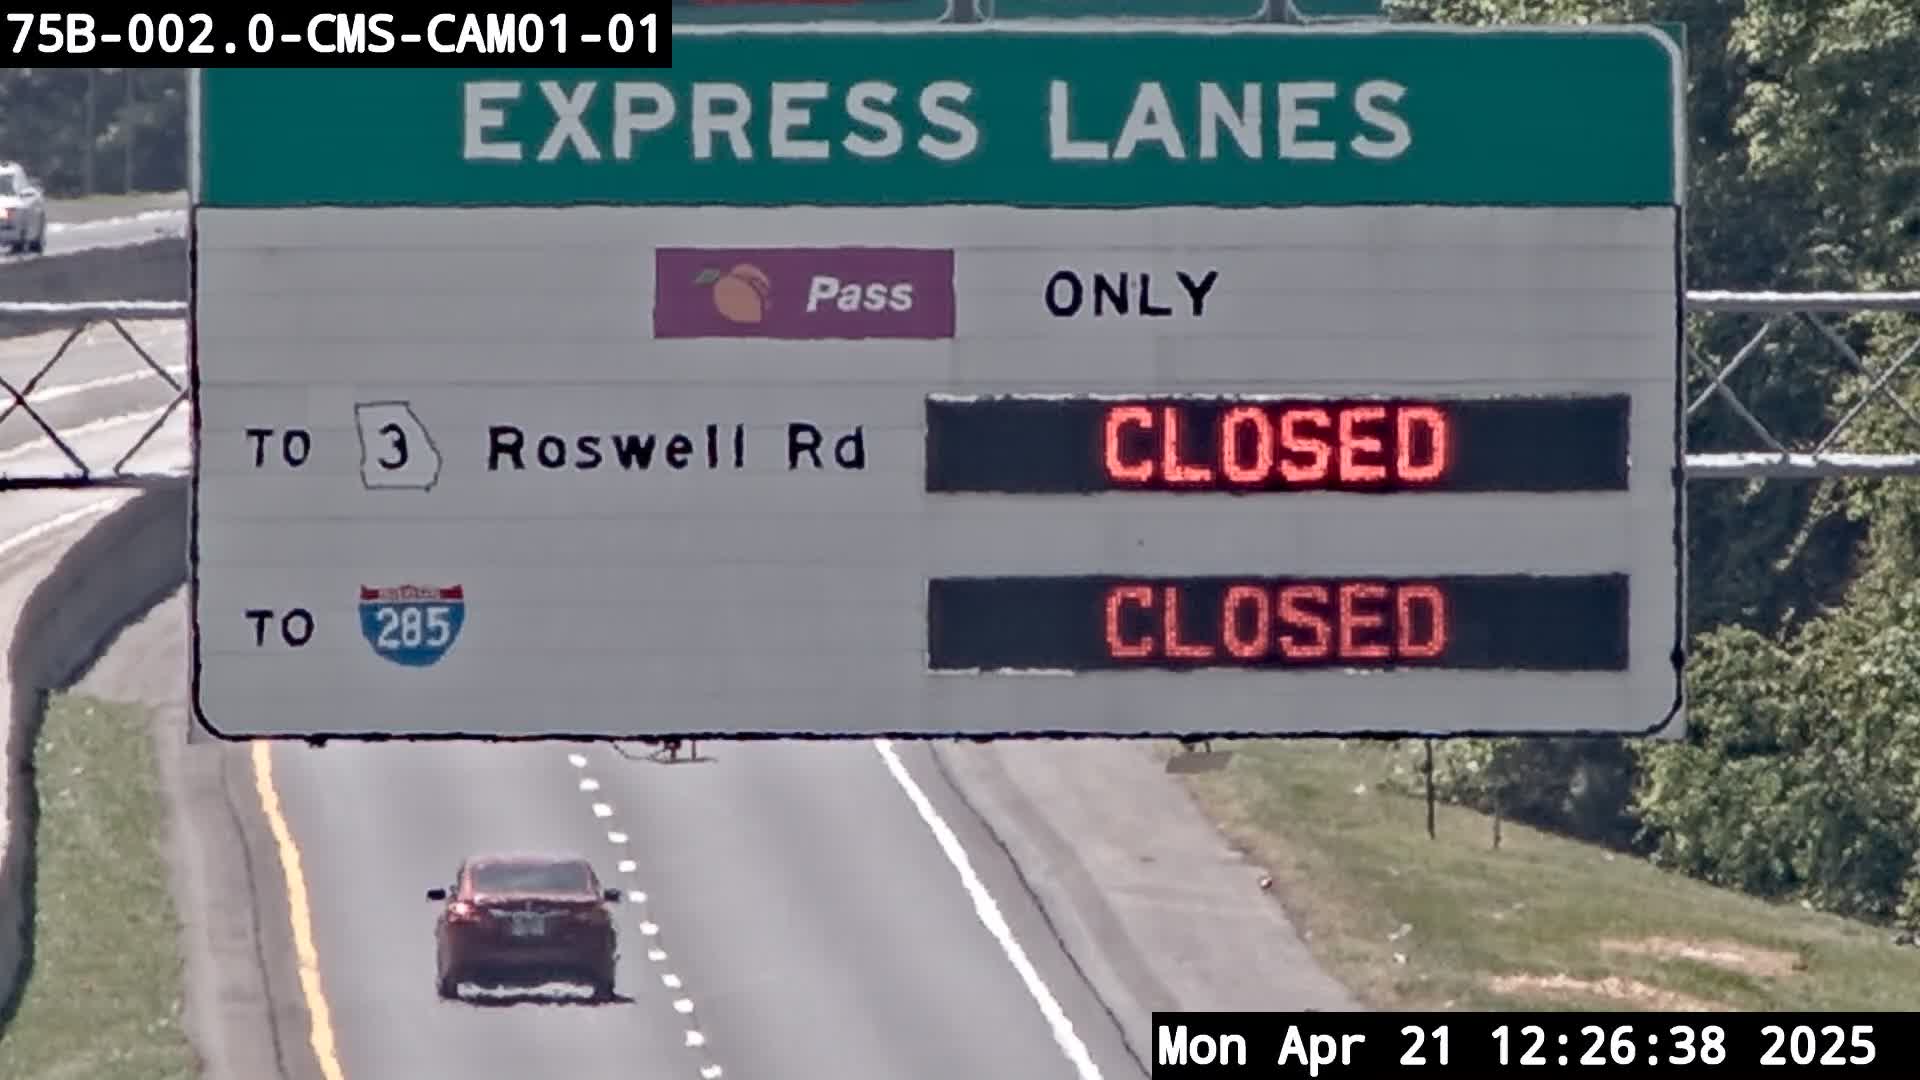 75B-002.0-CMS-CAM01-01
EXPRESS LANES
Pass ONLY
TO 3 Roswell Rd CLOSED
TO 285 CLOSED
Mon Apr 21 12:26:38 2025